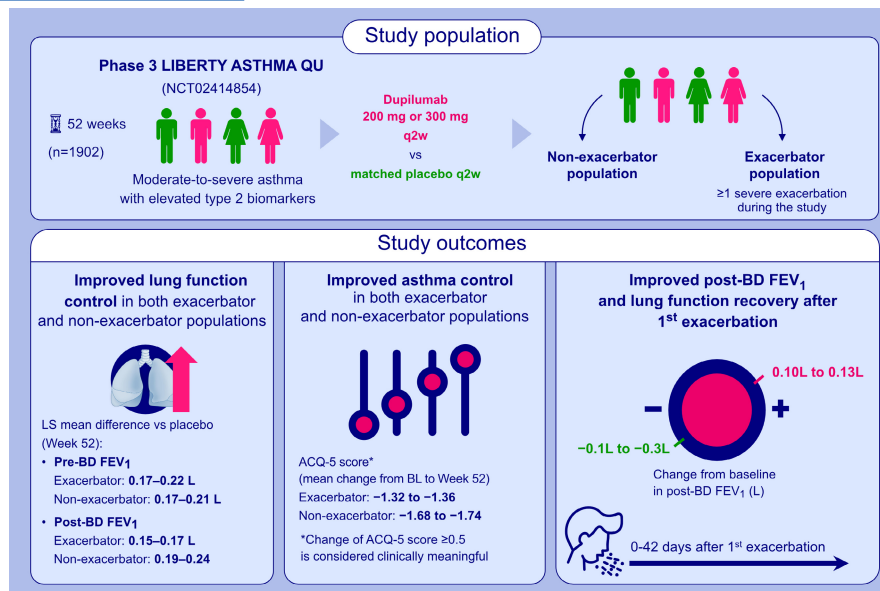 Study population
Phase 3 LIBERTY ASTHMA QU
(NCT02414854)
52 weeks
(n=1902)
Moderate-to-severe asthma
with elevated type 2 biomarkers
Dupilumab
200 mg or 300 mg
q2w
vs
matched placebo q2w
Non-exacerbator
population
Exacerbator
population
≥1 severe exacerbation
during the study
Study outcomes
Improved lung function
control in both exacerbator
and non-exacerbator populations
LS mean difference vs placebo
(Week 52):
• Pre-BD FEV1
Exacerbator: 0.17–0.22 L
Non-exacerbator: 0.17–0.21 L
• Post-BD FEV1
Exacerbator: 0.15–0.17 L
Non-exacerbator: 0.19–0.24
Improved asthma control
in both exacerbator
and non-exacerbator populations
ACQ-5 score*
(mean change from BL to Week 52)
Exacerbator: −1.32 to −1.36
Non-exacerbator: −1.68 to −1.74
*Change of ACQ-5 score ≥0.5
is considered clinically meaningful
Improved post-BD FEV1
and lung function recovery after
1st exacerbation
0.10L to 0.13L
− +
−0.1L to −0.3L
Change from baseline
in post-BD FEV1 (L)
0-42 days after 1st exacerbation